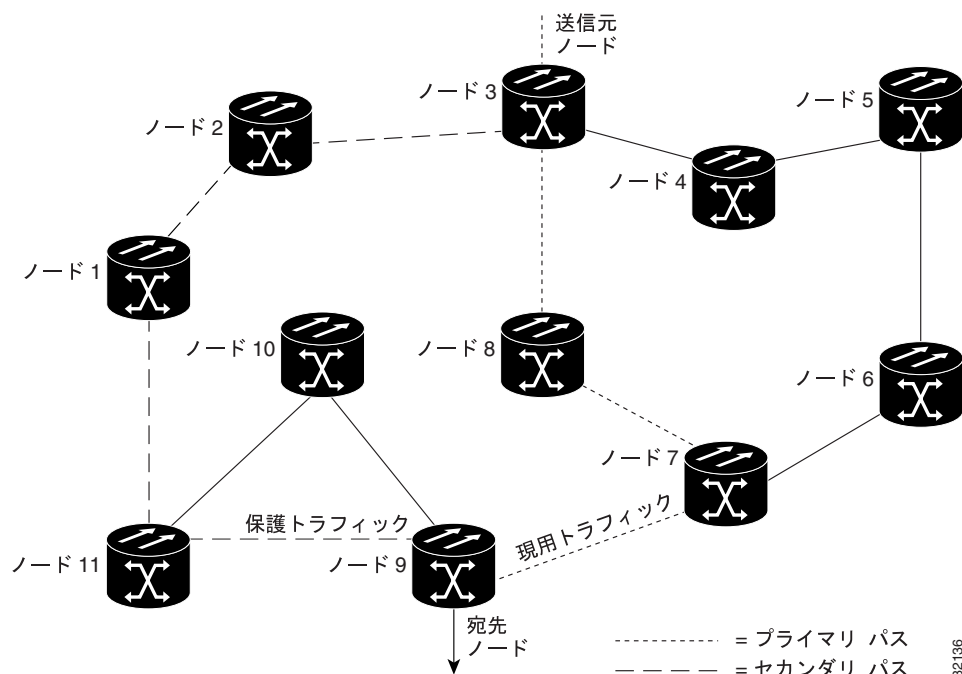 送信元
ノード
ノード 3
ノード 5
ノード 2
ノード 4
ノード 1
ノード 10
ノード 8
ノード 6
ノード 7
保護トラフィック
現用トラフィック
ノード 11
ノード 9
宛先
ノード
= プライマリ パス
= セカンダリ パス